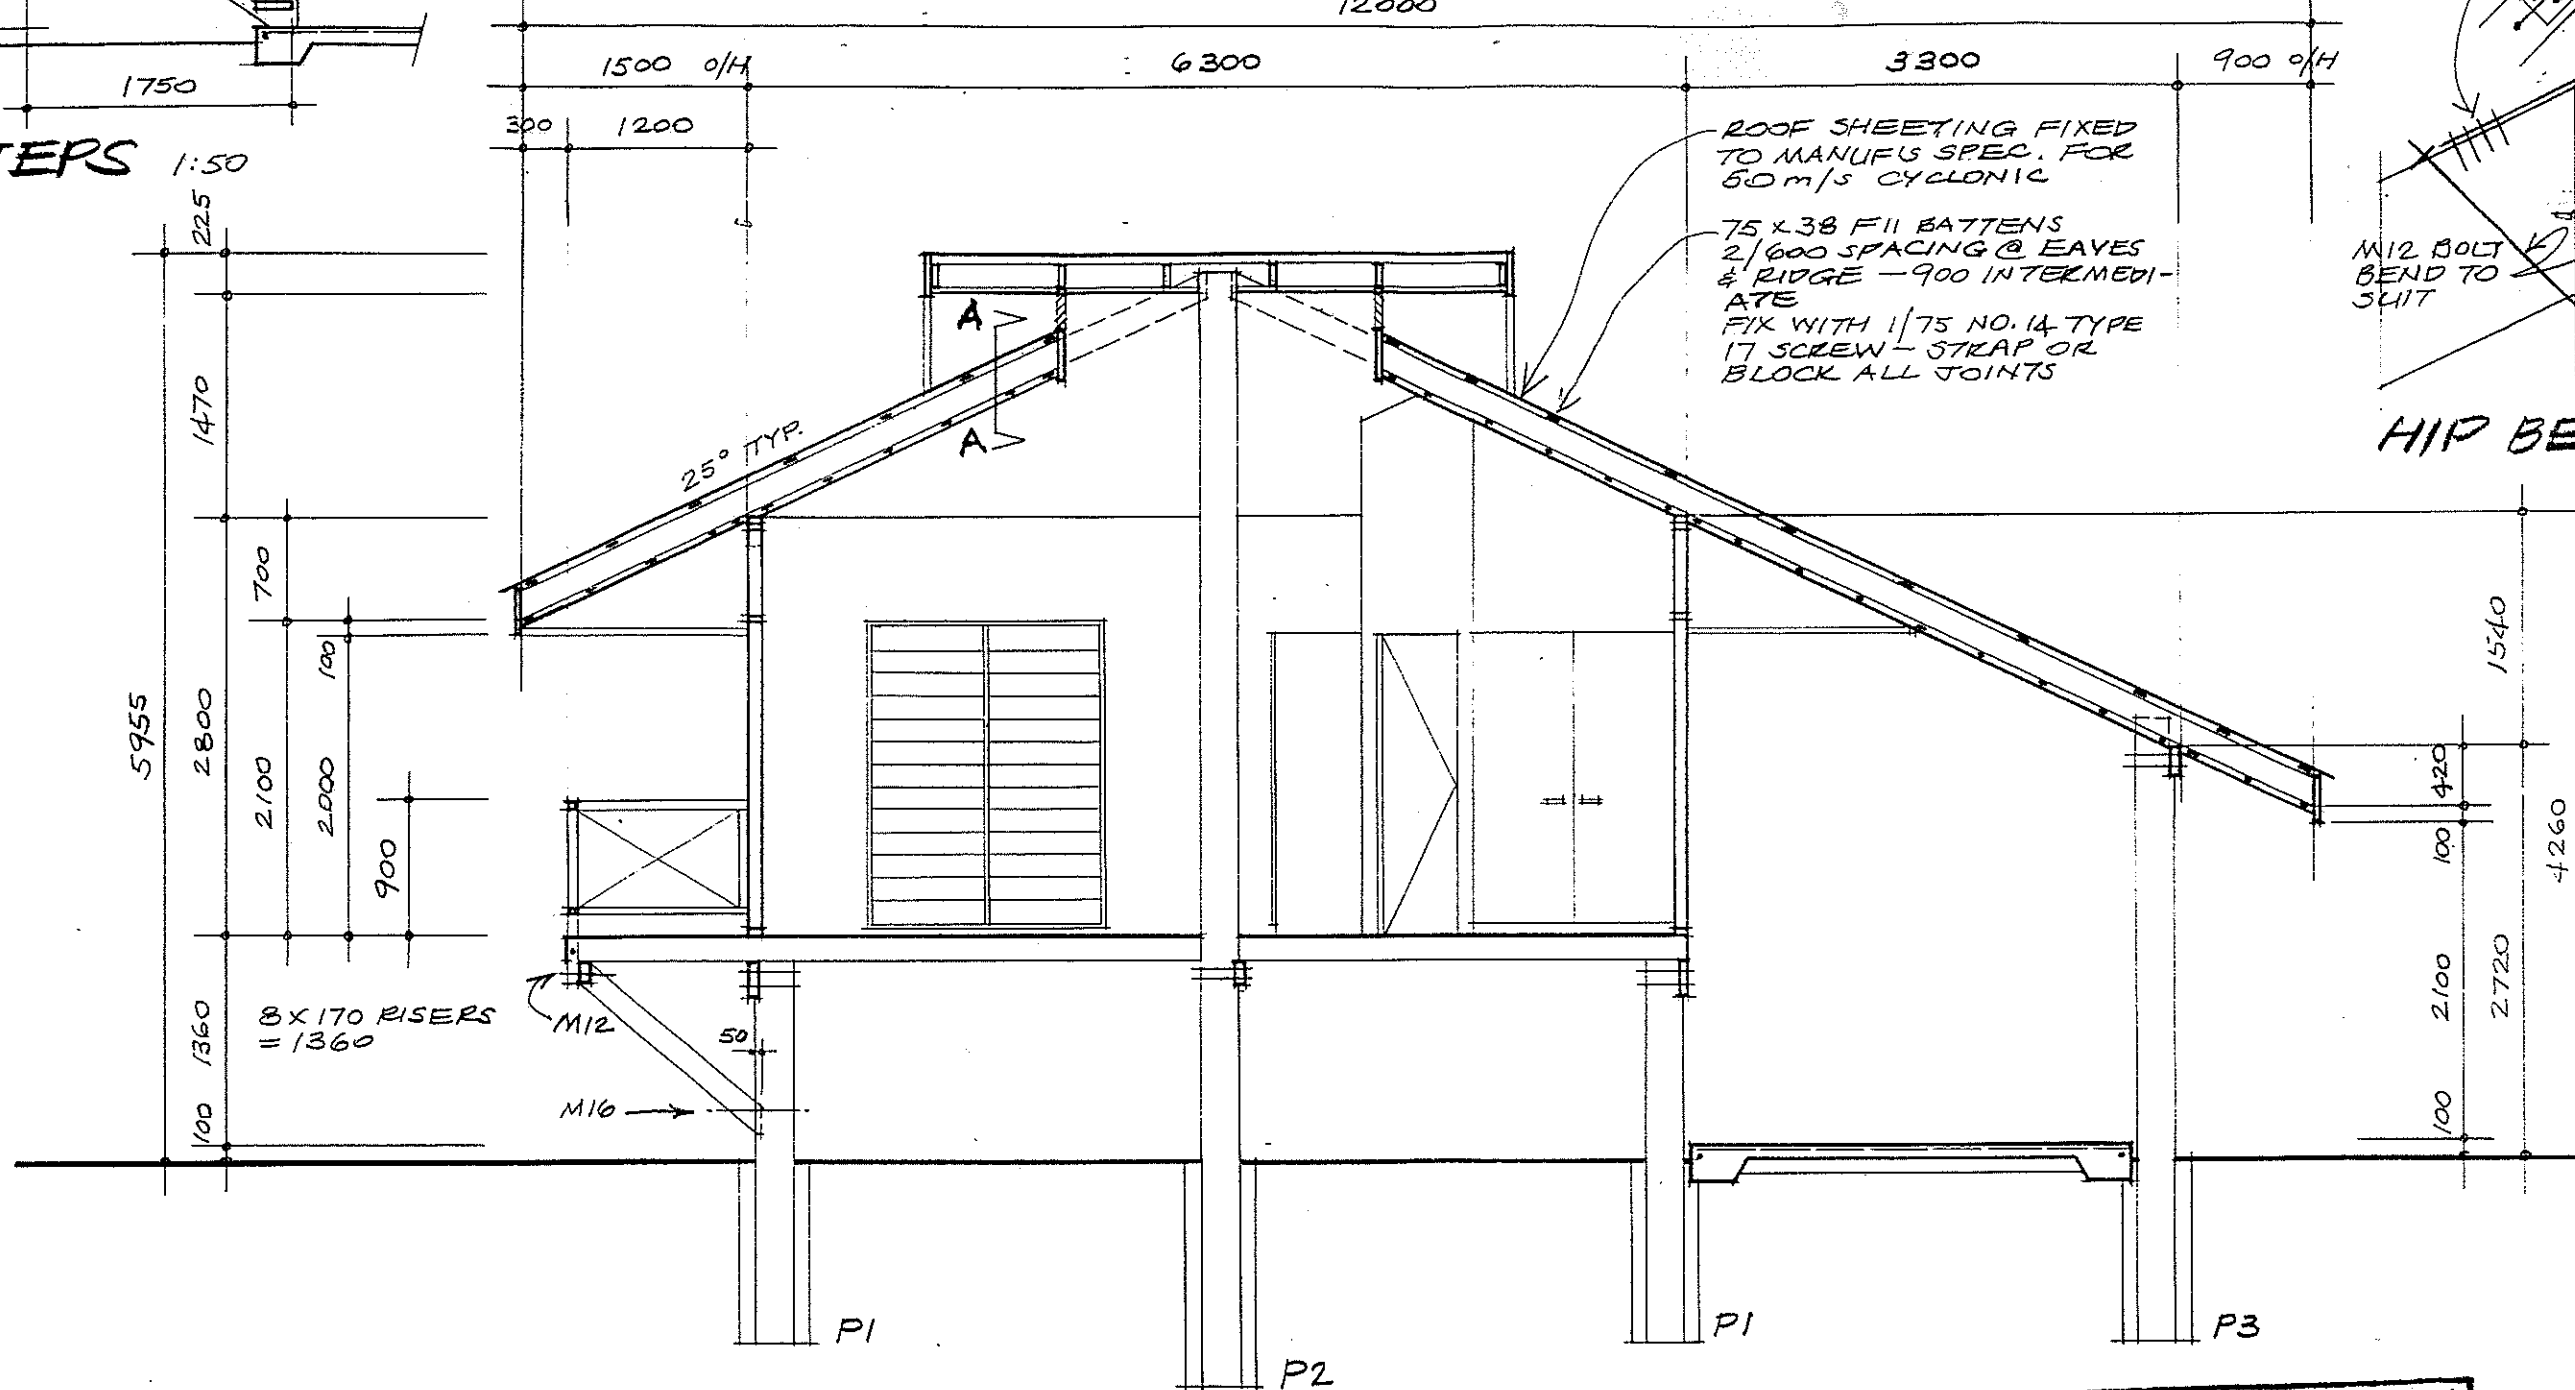 12000
1500 O/H
6300
3300
900 O/H
1750
300
1200
1:50
ROOF SHEETING FIXED
TO MANUF'S SPEC. FOR
50m/s CYCLONIC
75 x 38 F11 BATTENS
2/600 SPACING @ EAVES
& RIDGE - 900 INTERMEDI-
ATE
FIX WITH 1/75 NO. 14 TYPE
17 SCREW - STRAP OR
BLOCK ALL JOINTS
M12 BOLT
BEND TO
SUIT
225
1470
A
A
25° TYP.
700
100
5955
2800
2100
2000
900
1540
420
100
4260
2100
2720
100
8 X 170 RISERS
= 1360
1360
100
M12
50
M16
P1
P2
P1
P3